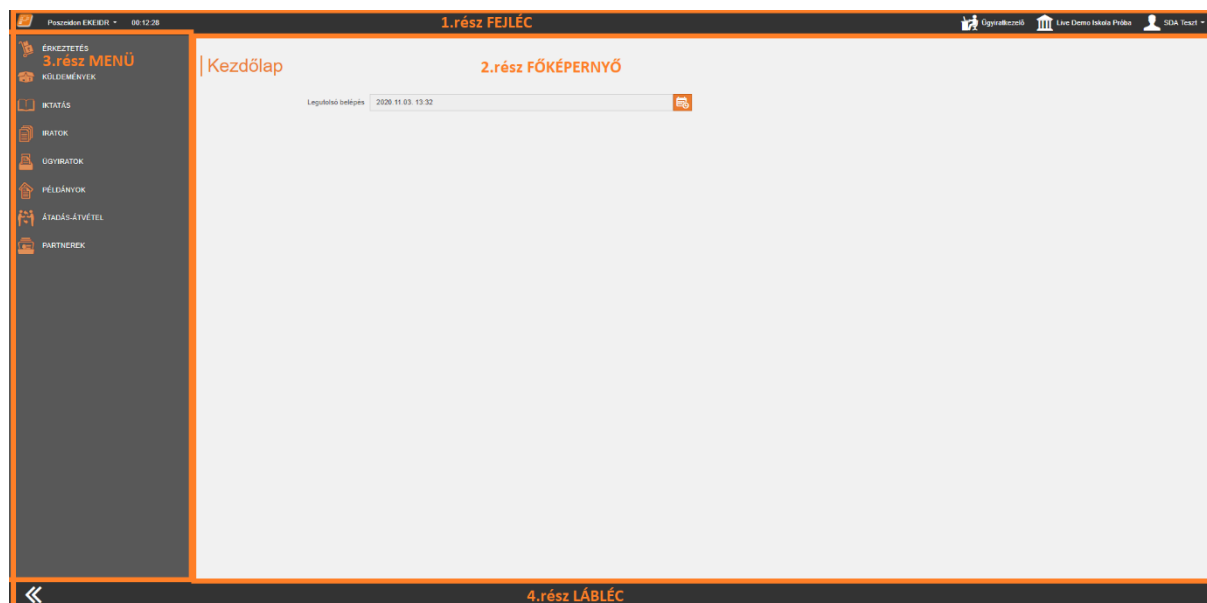 Poszeidon EKEIDR 00:12:28 1.rész FEJLÉC Ügyiratkezelő Live Demo Iskola Próba SDA Teszt
ÉRKEZTETÉS
3.rész MENÜ
KÜLDEMÉNYEK
IKTATÁS
IRATOK
ÜGYIRATOK
PÉLDÁNYOK
ÁTADÁS-ÁTVÉTEL
PARTNEREK
Kezdőlap 2.rész FŐKÉPERNYŐ
Legutolsó belépés 2020.11.03. 13:32
4.rész LÁBLÉC